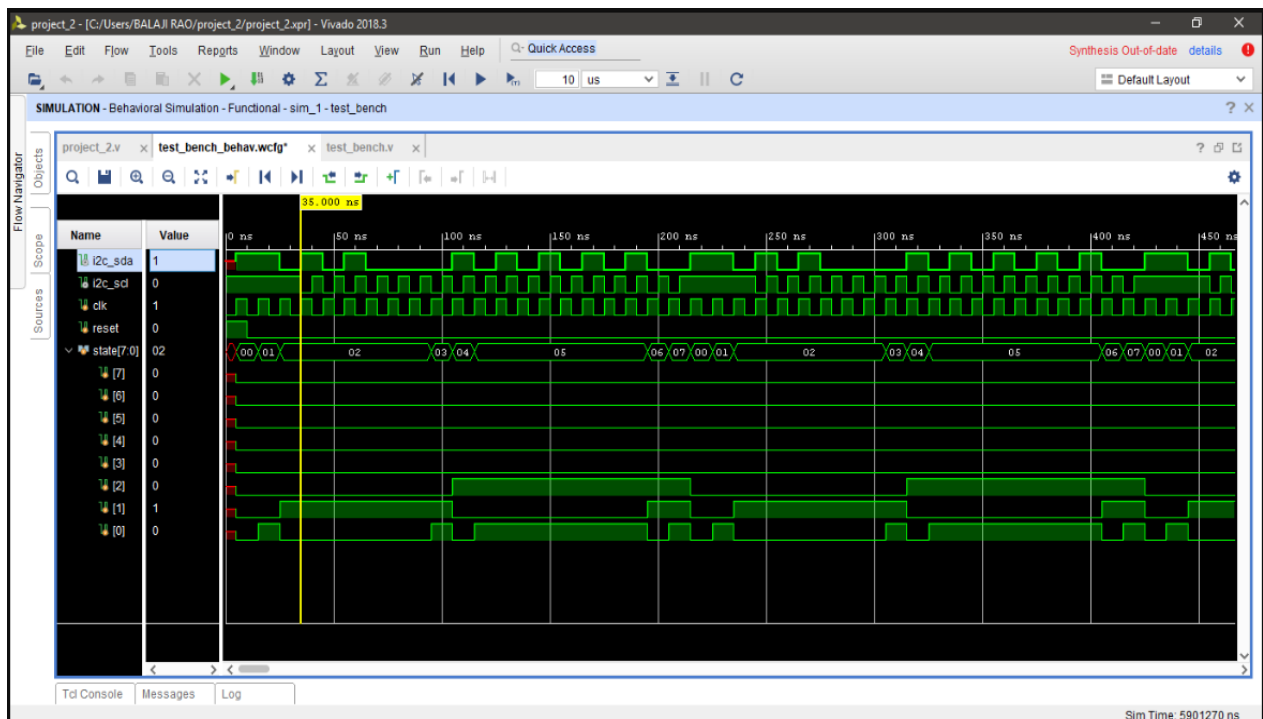 project_2 - [C:/Users/BALAJI RAO/project_2/project_2.xpr] - Vivado 2018.3
File Edit Flow Tools Reports Window Layout View Run Help Q- Quick Access Synthesis Out-of-date details
10 us Default Layout
SIMULATION - Behavioral Simulation - Functional - sim_1 - test_bench
Flow Navigator
Objects
Scope
Sources
project_2.v test_bench_behav.wcfg* test_bench.v
35.000 ns
Name Value 0 ns 50 ns 100 ns 150 ns 200 ns 250 ns 300 ns 350 ns 400 ns 450 ns
i2c_sda 1
i2c_scl 0
clk 1
reset 0
state[7:0] 02 00 01 02 03 04 05 06 07 00 01 02 03 04 05 06 07 00 01 02
[7] 0
[6] 0
[5] 0
[4] 0
[3] 0
[2] 0
[1] 1
[0] 0
Tcl Console Messages Log
Sim Time: 5901270 ns